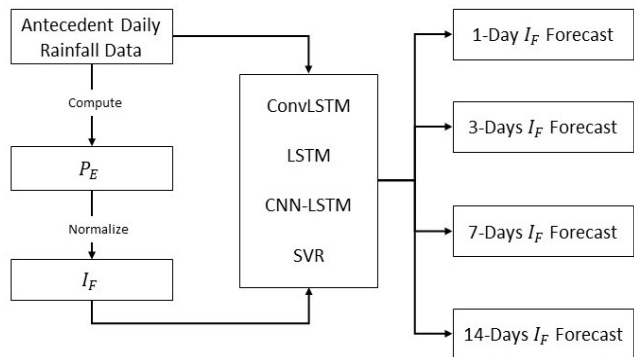 Antecedent Daily
Rainfall Data
Compute
P_E
Normalize
I_F
ConvLSTM
LSTM
CNN-LSTM
SVR
1-Day I_F Forecast
3-Days I_F Forecast
7-Days I_F Forecast
14-Days I_F Forecast